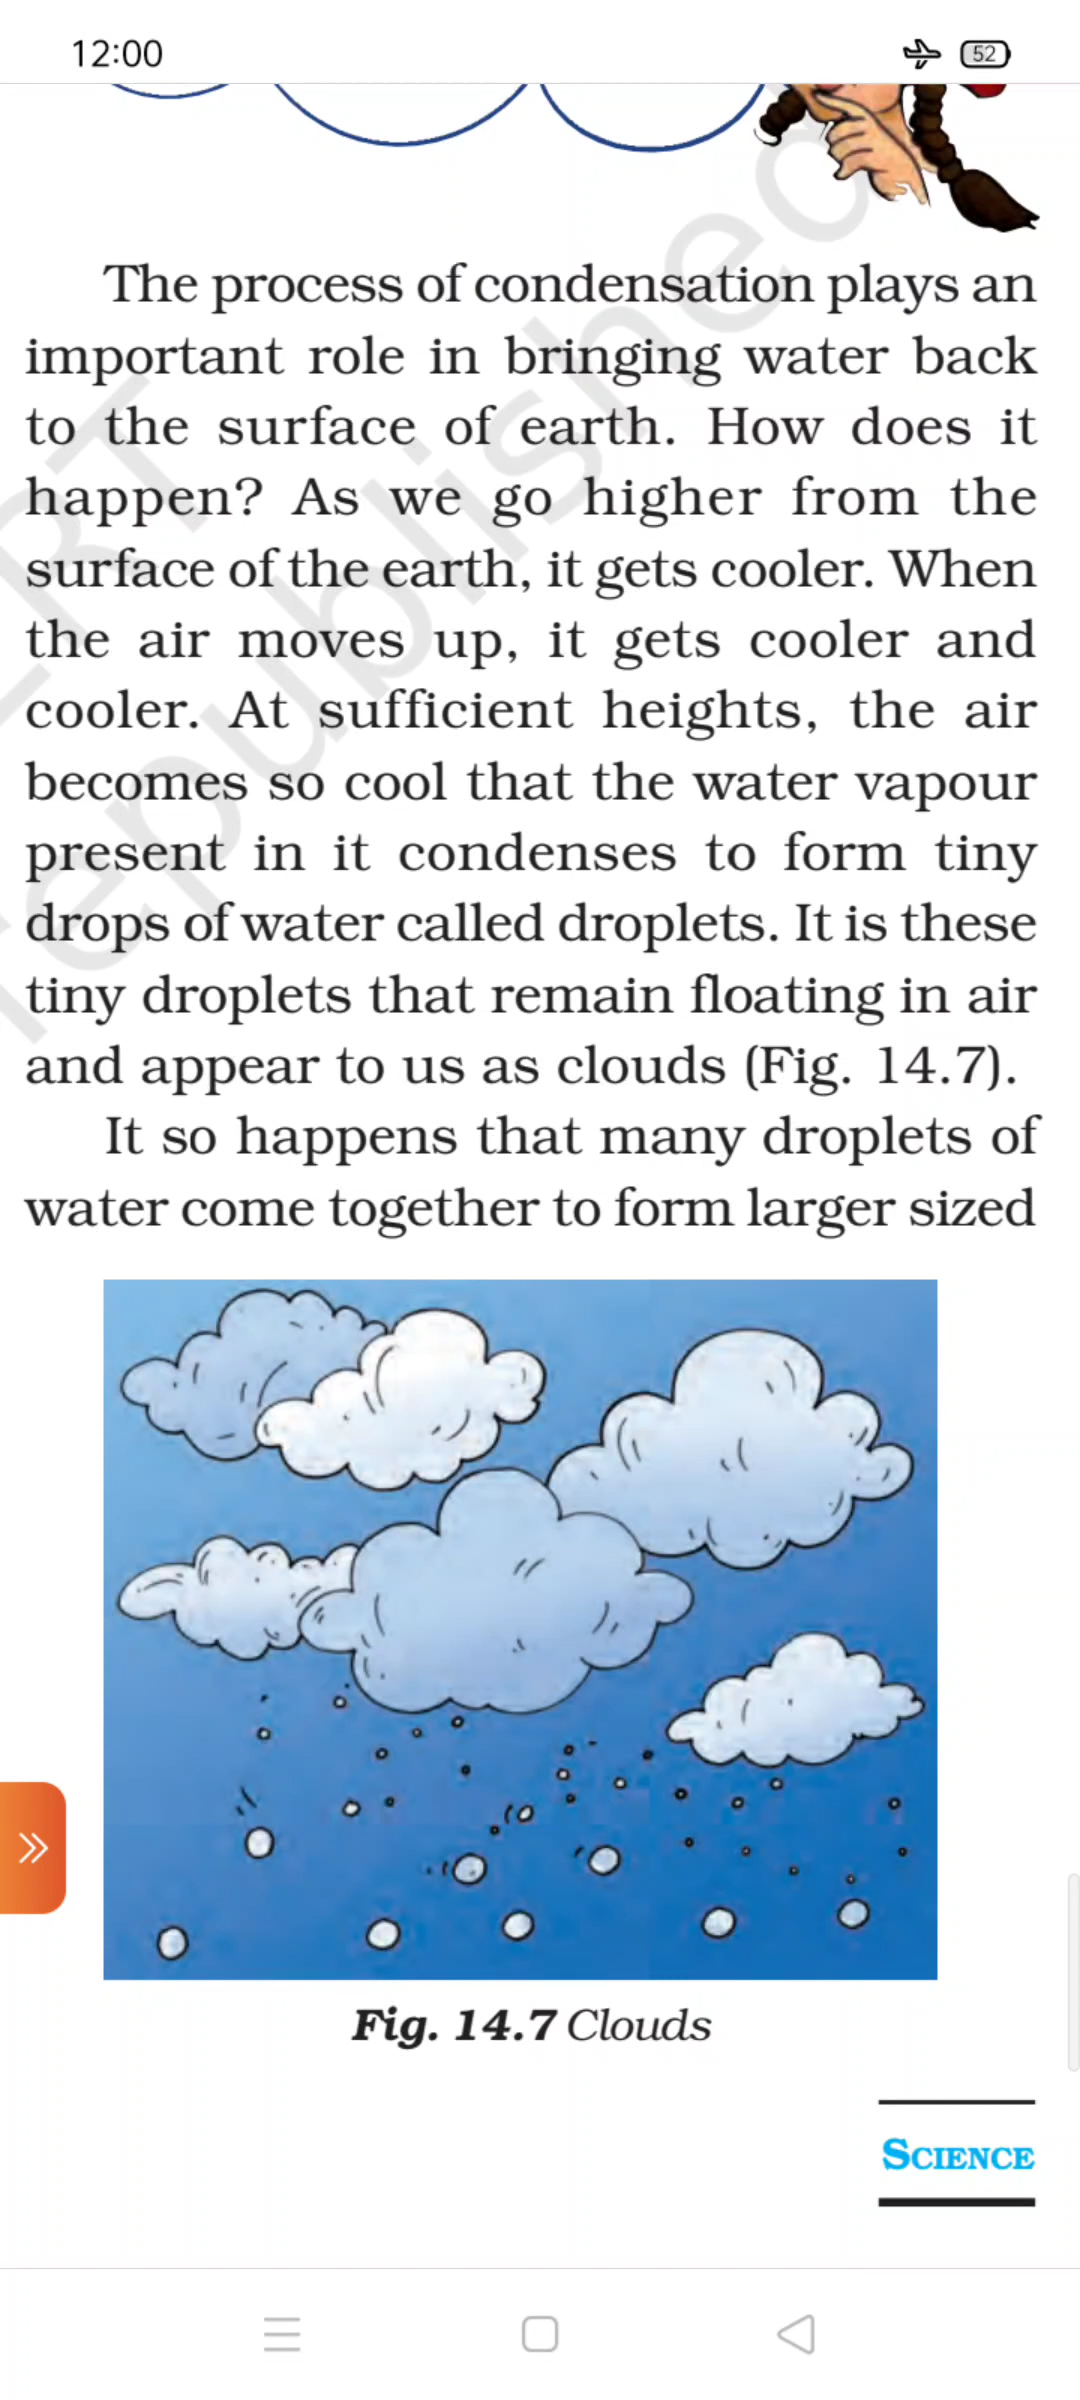 12:00
52
The process of condensation plays an
important role in bringing water back
to the surface of earth. How does it
happen? As we go higher from the
surface of the earth, it gets cooler. When
the air moves up, it gets cooler and
cooler. At sufficient heights, the air
becomes so cool that the water vapour
present in it condenses to form tiny
drops of water called droplets. It is these
tiny droplets that remain floating in air
and appear to us as clouds (Fig. 14.7).
It so happens that many droplets of
water come together to form larger sized
Fig. 14.7 Clouds
SCIENCE
republished